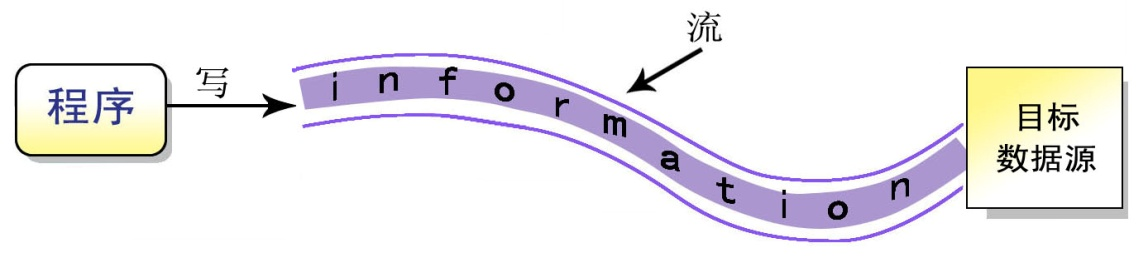 程序
写
流
information
目标
数据源